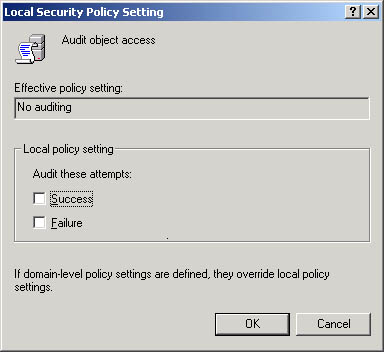 Local Security Policy Setting
Audit object access
Effective policy setting:
No auditing
Local policy setting
Audit these attempts:
Success
Failure
If domain-level policy settings are defined, they override local policy
settings.
OK
Cancel